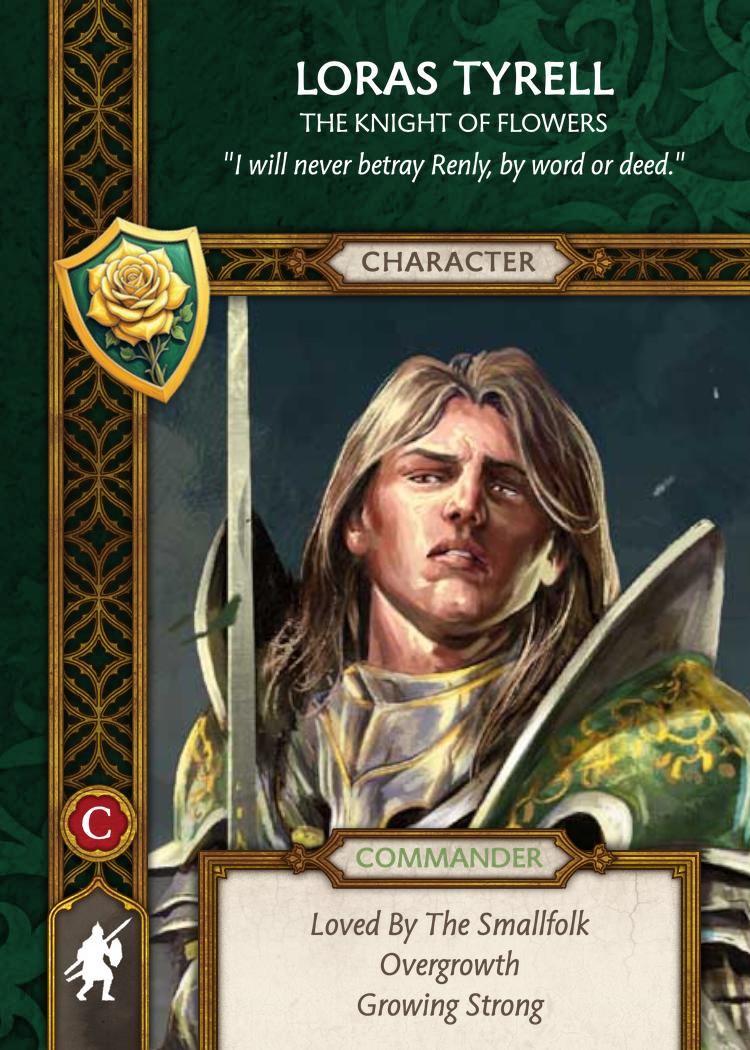 LORAS TYRELL
THE KNIGHT OF FLOWERS
"I will never betray Renly, by word or deed."
CHARACTER
C
COMMANDER
Loved By The Smallfolk
Overgrowth
Growing Strong